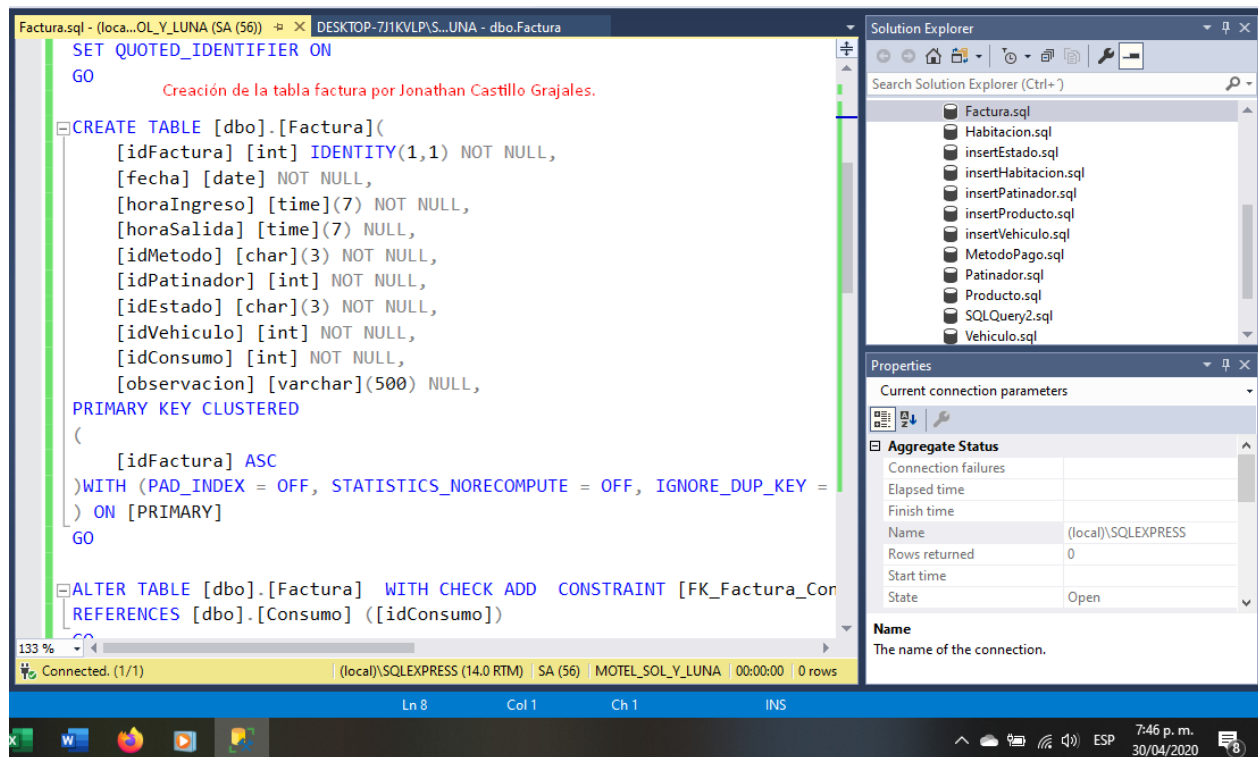 Factura.sql - (loca...OL_Y_LUNA (SA (56))
DESKTOP-7J1KVLP\S...UNA - dbo.Factura
SET QUOTED_IDENTIFIER ON
GO
Creación de la tabla factura por Jonathan Castillo Grajales.
CREATE TABLE [dbo].[Factura](
[idFactura] [int] IDENTITY(1,1) NOT NULL,
[fecha] [date] NOT NULL,
[horaIngreso] [time](7) NOT NULL,
[horaSalida] [time](7) NULL,
[idMetodo] [char](3) NOT NULL,
[idPatinador] [int] NOT NULL,
[idEstado] [char](3) NOT NULL,
[idVehiculo] [int] NOT NULL,
[idConsumo] [int] NOT NULL,
[observacion] [varchar](500) NULL,
PRIMARY KEY CLUSTERED
(
[idFactura] ASC
)WITH (PAD_INDEX = OFF, STATISTICS_NORECOMPUTE = OFF, IGNORE_DUP_KEY =
) ON [PRIMARY]
GO
ALTER TABLE [dbo].[Factura]  WITH CHECK ADD  CONSTRAINT [FK_Factura_Con
REFERENCES [dbo].[Consumo] ([idConsumo])
GO
133 %
Connected. (1/1)
(local)\SQLEXPRESS (14.0 RTM)
SA (56)
MOTEL_SOL_Y_LUNA
00:00:00
0 rows
Solution Explorer
Search Solution Explorer (Ctrl+´)
Factura.sql
Habitacion.sql
insertEstado.sql
insertHabitacion.sql
insertPatinador.sql
insertProducto.sql
insertVehiculo.sql
MetodoPago.sql
Patinador.sql
Producto.sql
SQLQuery2.sql
Vehiculo.sql
Properties
Current connection parameters
Aggregate Status
Connection failures
Elapsed time
Finish time
Name (local)\SQLEXPRESS
Rows returned 0
Start time
State Open
Name
The name of the connection.
Ln 8 Col 1 Ch 1 INS
ESP
7:46 p. m.
30/04/2020
8